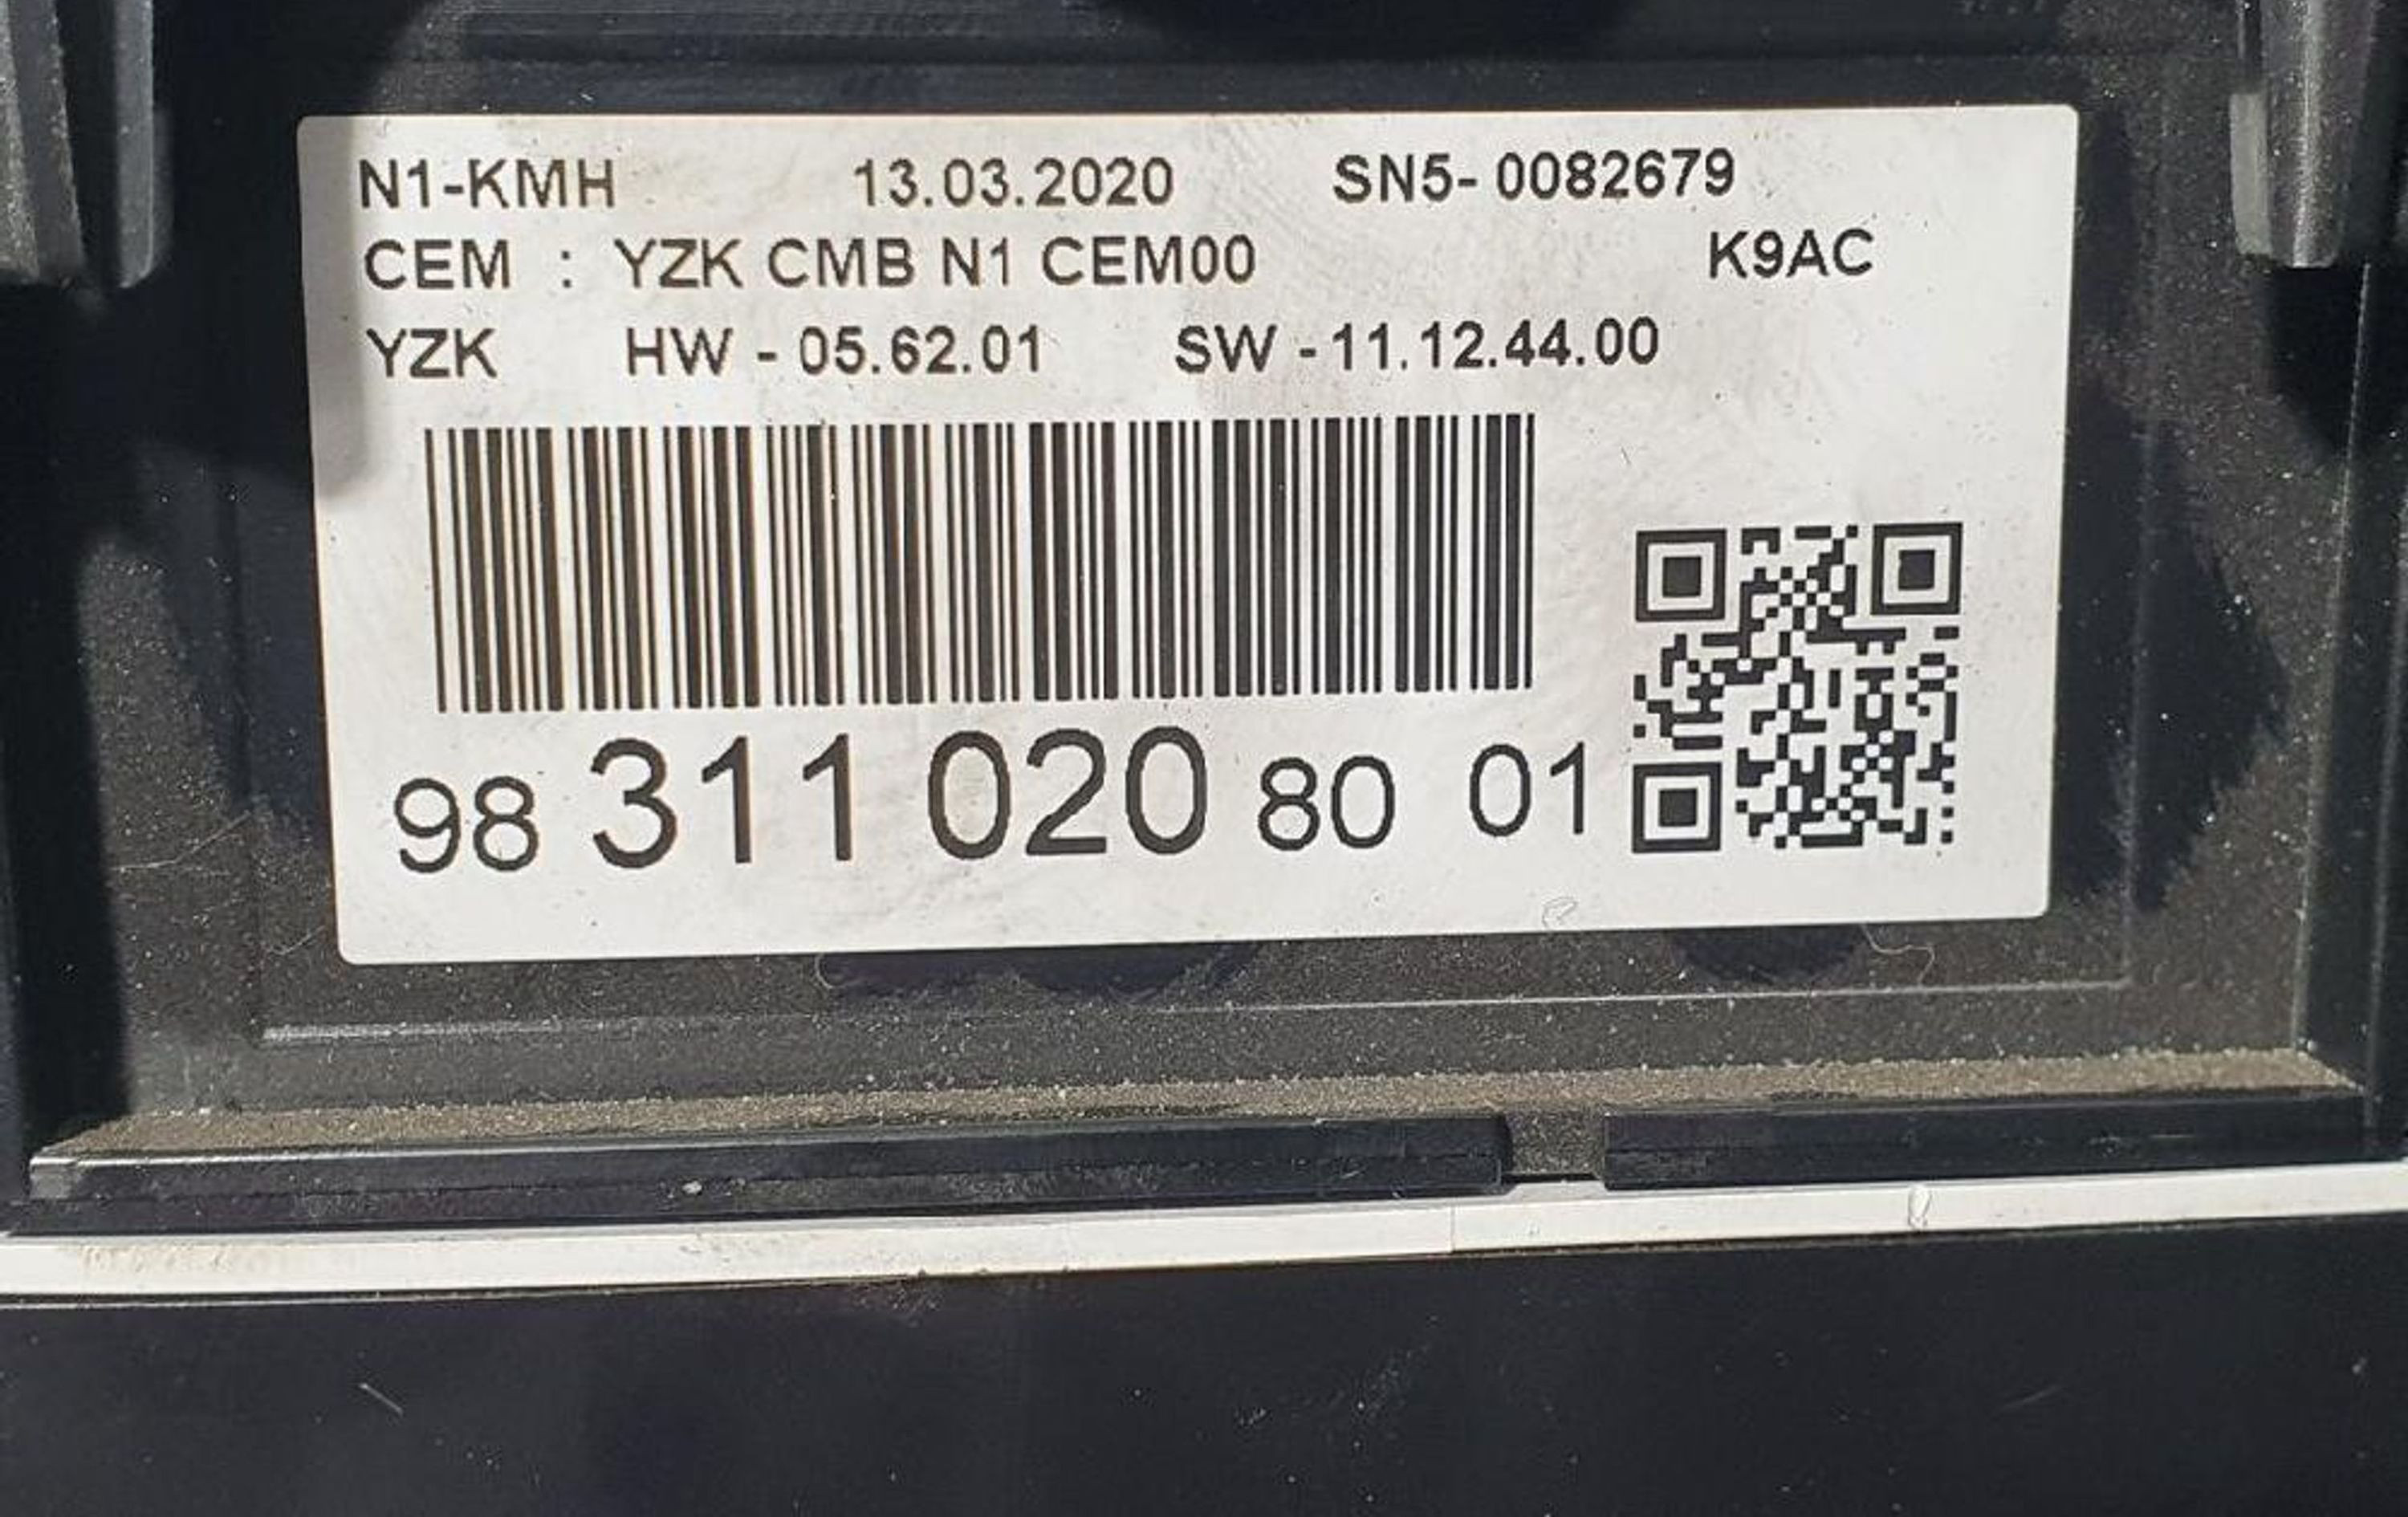 N1-KMH 13.03.2020 SN5- 0082679
CEM : YZK CMB N1 CEM00 K9AC
YZK HW - 05.62.01 SW - 11.12.44.00
98 311 020 80 01